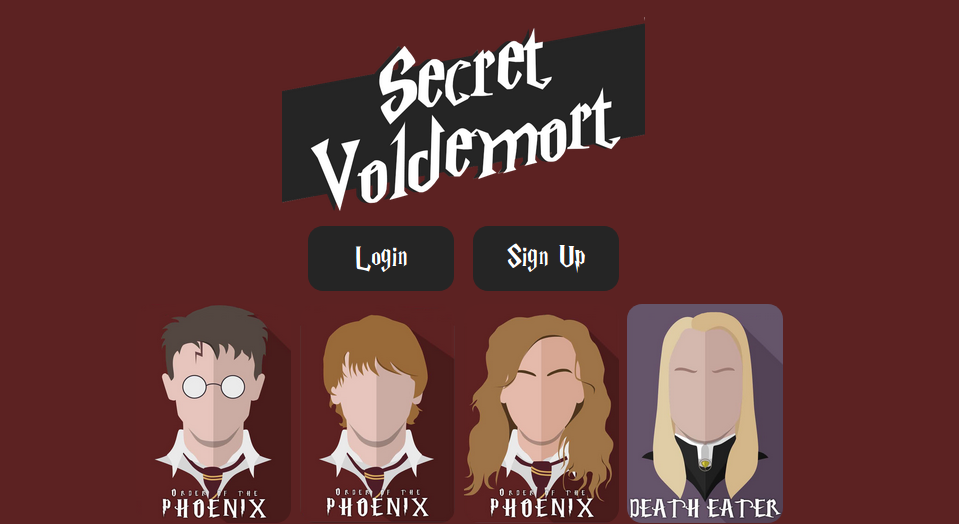 Secret
Voldemort
Login
Sign Up
ORDER OF THE
PHOENIX
ORDER OF THE
PHOENIX
ORDER OF THE
PHOENIX
DEATH EATER